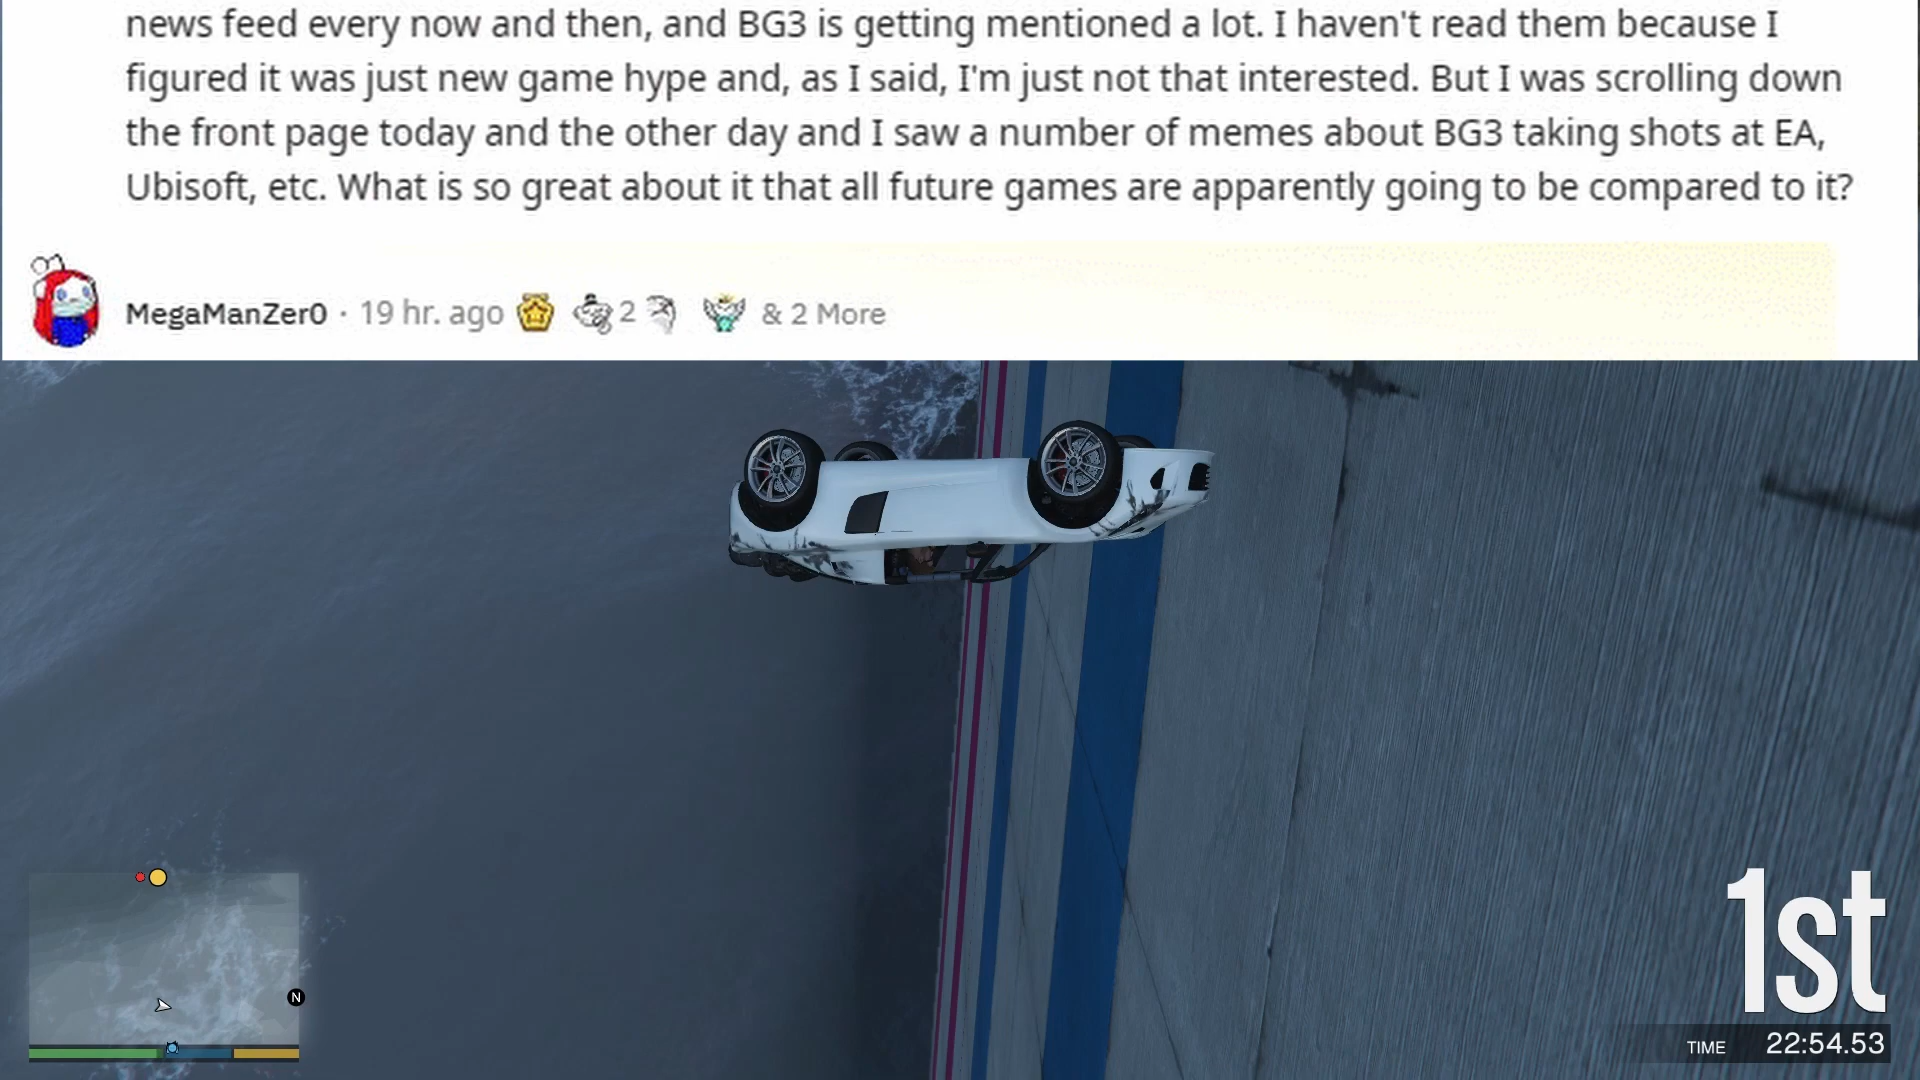 news feed every now and then, and BG3 is getting mentioned a lot. I haven't read them because I
figured it was just new game hype and, as I said, I'm just not that interested. But I was scrolling down
the front page today and the other day and I saw a number of memes about BG3 taking shots at EA,
Ubisoft, etc. What is so great about it that all future games are apparently going to be compared to it?
MegaManZer0 · 19 hr. ago 2 & 2 More
N
1st
TIME 22:54.53